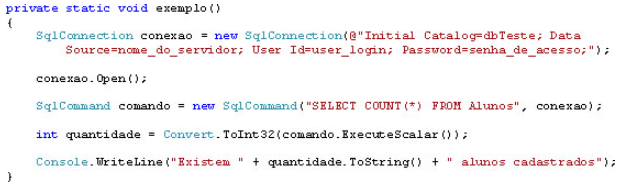 private static void exemplo()
{
SqlConnection conexao = new SqlConnection(@"Initial Catalog=dbTeste; Data
Source=nome_do_servidor; User Id=user_login; Password=senha_de_acesso;");
conexao.Open();
SqlCommand comando = new SqlCommand("SELECT COUNT(*) FROM Alunos", conexao);
int quantidade = Convert.ToInt32(comando.ExecuteScalar());
Console.WriteLine("Existem " + quantidade.ToString() + " alunos cadastrados");
}